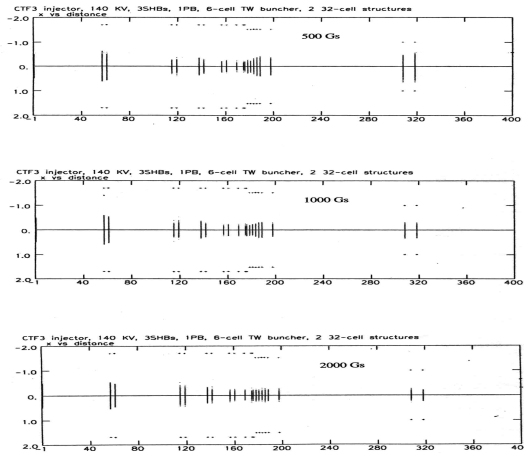 CTF3 injector, 140 KV, 3SHBs, 1PB, 6-cell TW buncher, 2 32-cell structures
x vs distance
-2.0
500 Gs
-1.0
0.
1.0
2.0
-1 40 80 120 160 200 240 280 320 360 400
CTF3 injector, 140 KV, 3SHBs, 1PB, 6-cell TW buncher, 2 32-cell structures
x vs distance
-2.0
1000 Gs
-1.0
0.
1.0
2.0
-1 40 80 120 160 200 240 280 320 360 400
CTF3 injector, 140 KV, 3SHBs, 1PB, 6-cell TW buncher, 2 32-cell structures
x vs distance
-2.0
2000 Gs
-1.0
0.
1.0
2.0
-1 40 80 120 160 200 240 280 320 360 40